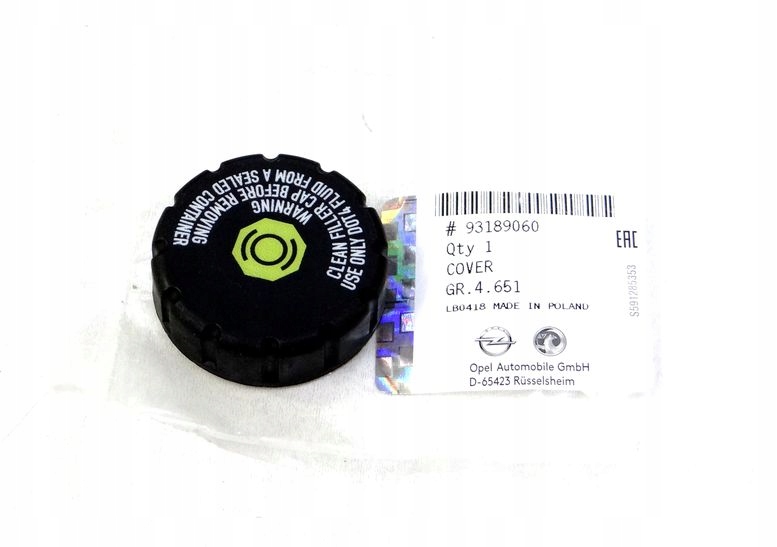 WARNING
CLEAN FILLER CAP BEFORE REMOVING
USE ONLY DOT4 FLUID FROM A SEALED CONTAINER
# 93189060
Qty 1
COVER
GR.4.651
LB0418 MADE IN POLAND
EAC
S591285353
Opel Automobile GmbH
D-65423 Rüsselsheim